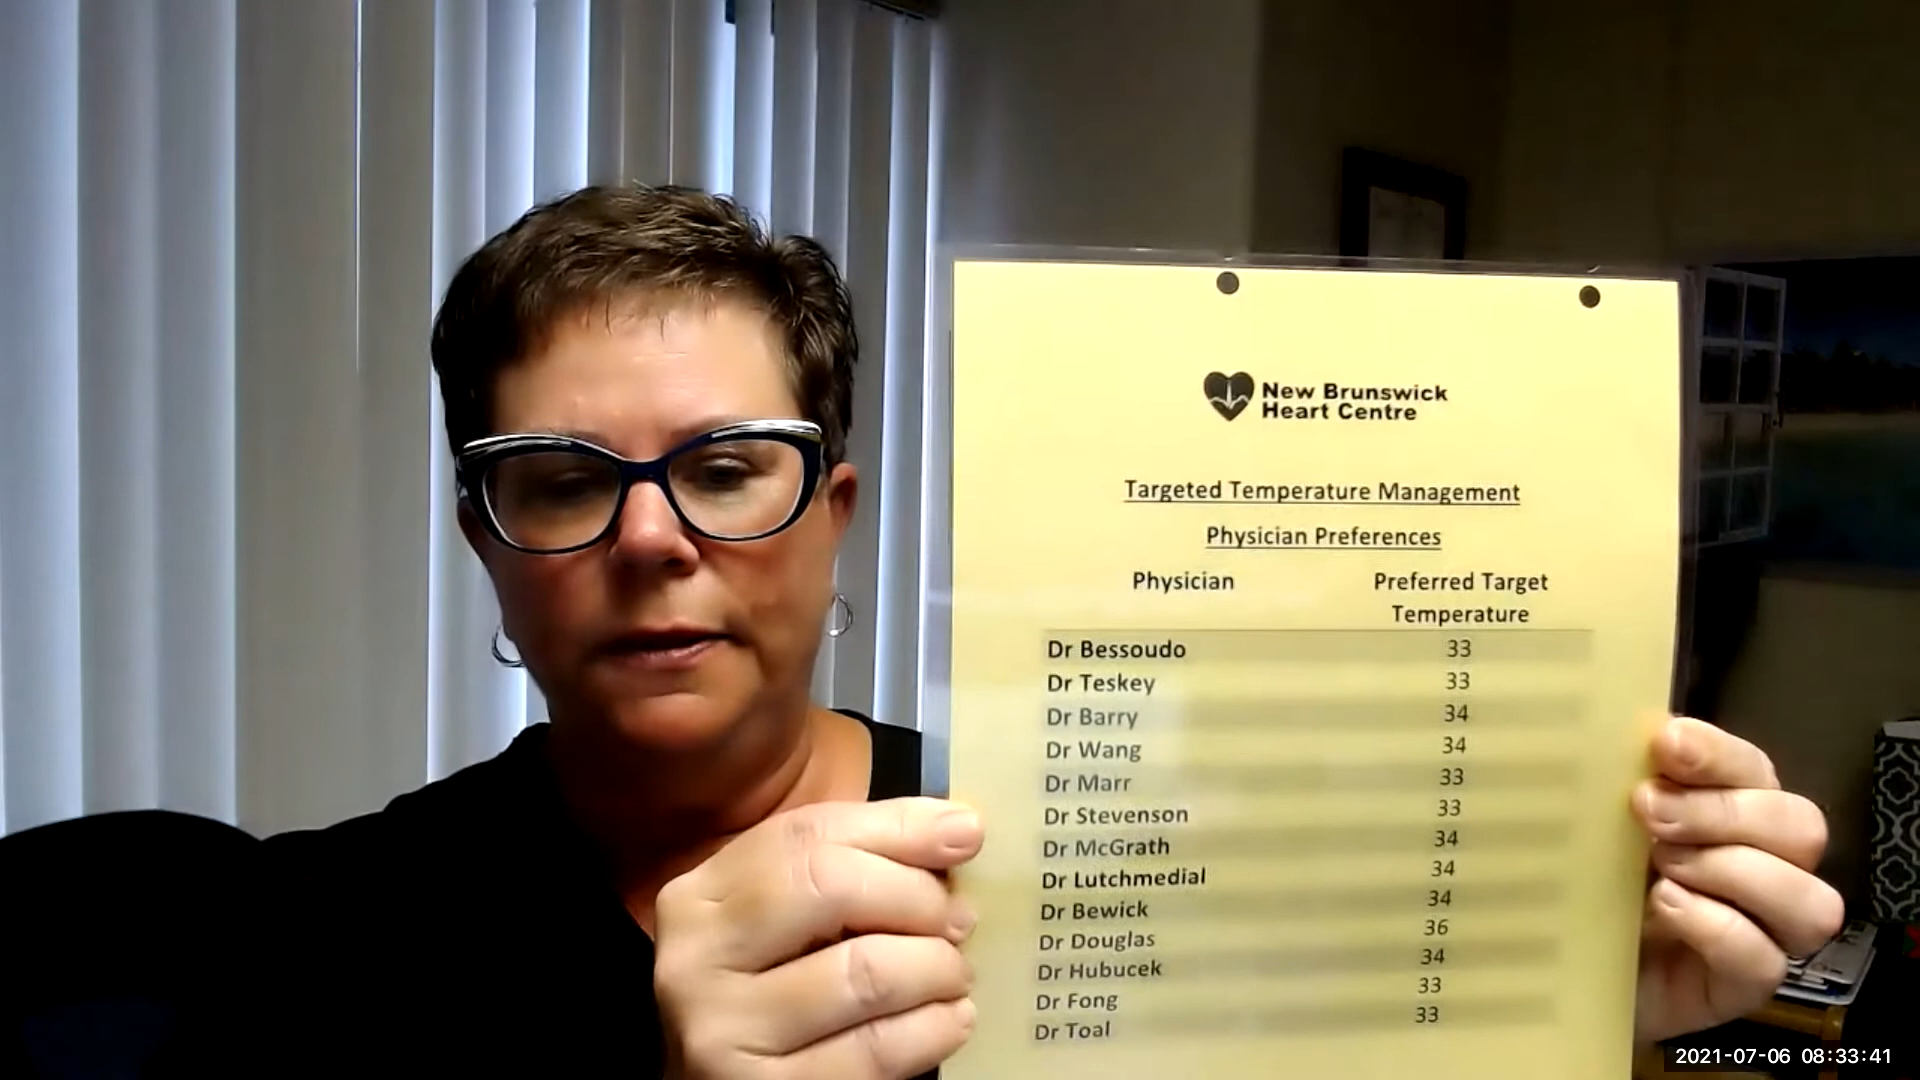 New Brunswick
Heart Centre
Targeted Temperature Management
Physician Preferences
Physician Preferred Target
Temperature
Dr Bessoudo 33
Dr Teskey 33
Dr Barry 34
Dr Wang 34
Dr Marr 33
Dr Stevenson 33
Dr McGrath 34
Dr Lutchmedial 34
Dr Bewick 34
Dr Douglas 36
Dr Hubucek 34
Dr Fong 33
Dr Toal 33
2021-07-06 08:33:41